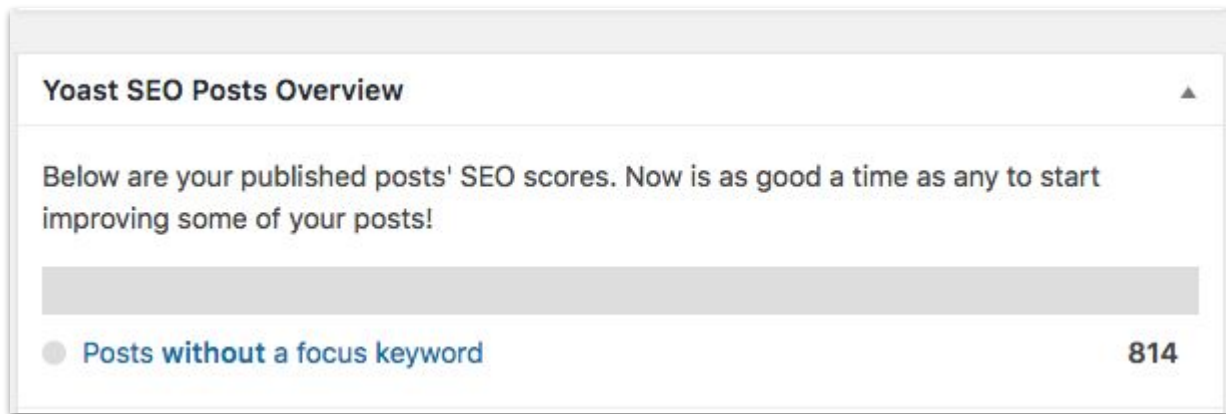 Yoast SEO Posts Overview
Below are your published posts' SEO scores. Now is as good a time as any to start
improving some of your posts!
Posts without a focus keyword 814